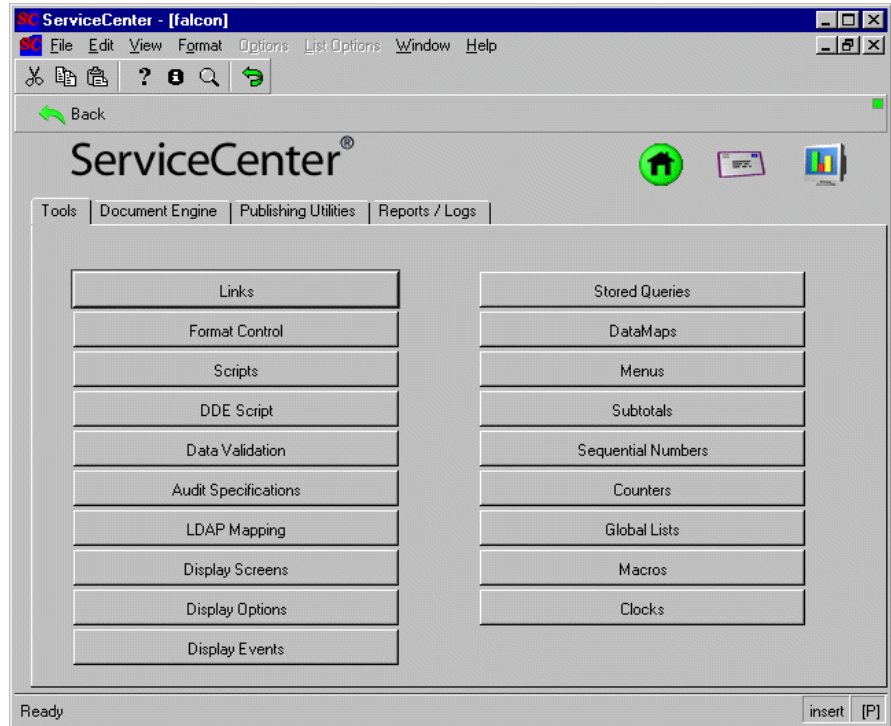 SC ServiceCenter - [falcon]
SC File Edit View Format Options List Options Window Help
?
Back
ServiceCenter®
Tools Document Engine Publishing Utilities Reports / Logs
Links Stored Queries
Format Control DataMaps
Scripts Menus
DDE Script Subtotals
Data Validation Sequential Numbers
Audit Specifications Counters
LDAP Mapping Global Lists
Display Screens Macros
Display Options Clocks
Display Events
Ready insert [P]